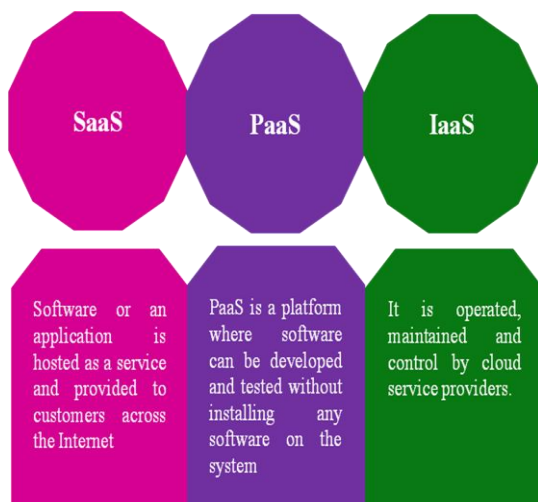 SaaS
PaaS
IaaS
Software or an
application is
hosted as a service
and provided to
customers across
the Internet
PaaS is a platform
where software
can be developed
and tested without
installing any
software on the
system
It is operated,
maintained and
control by cloud
service providers.